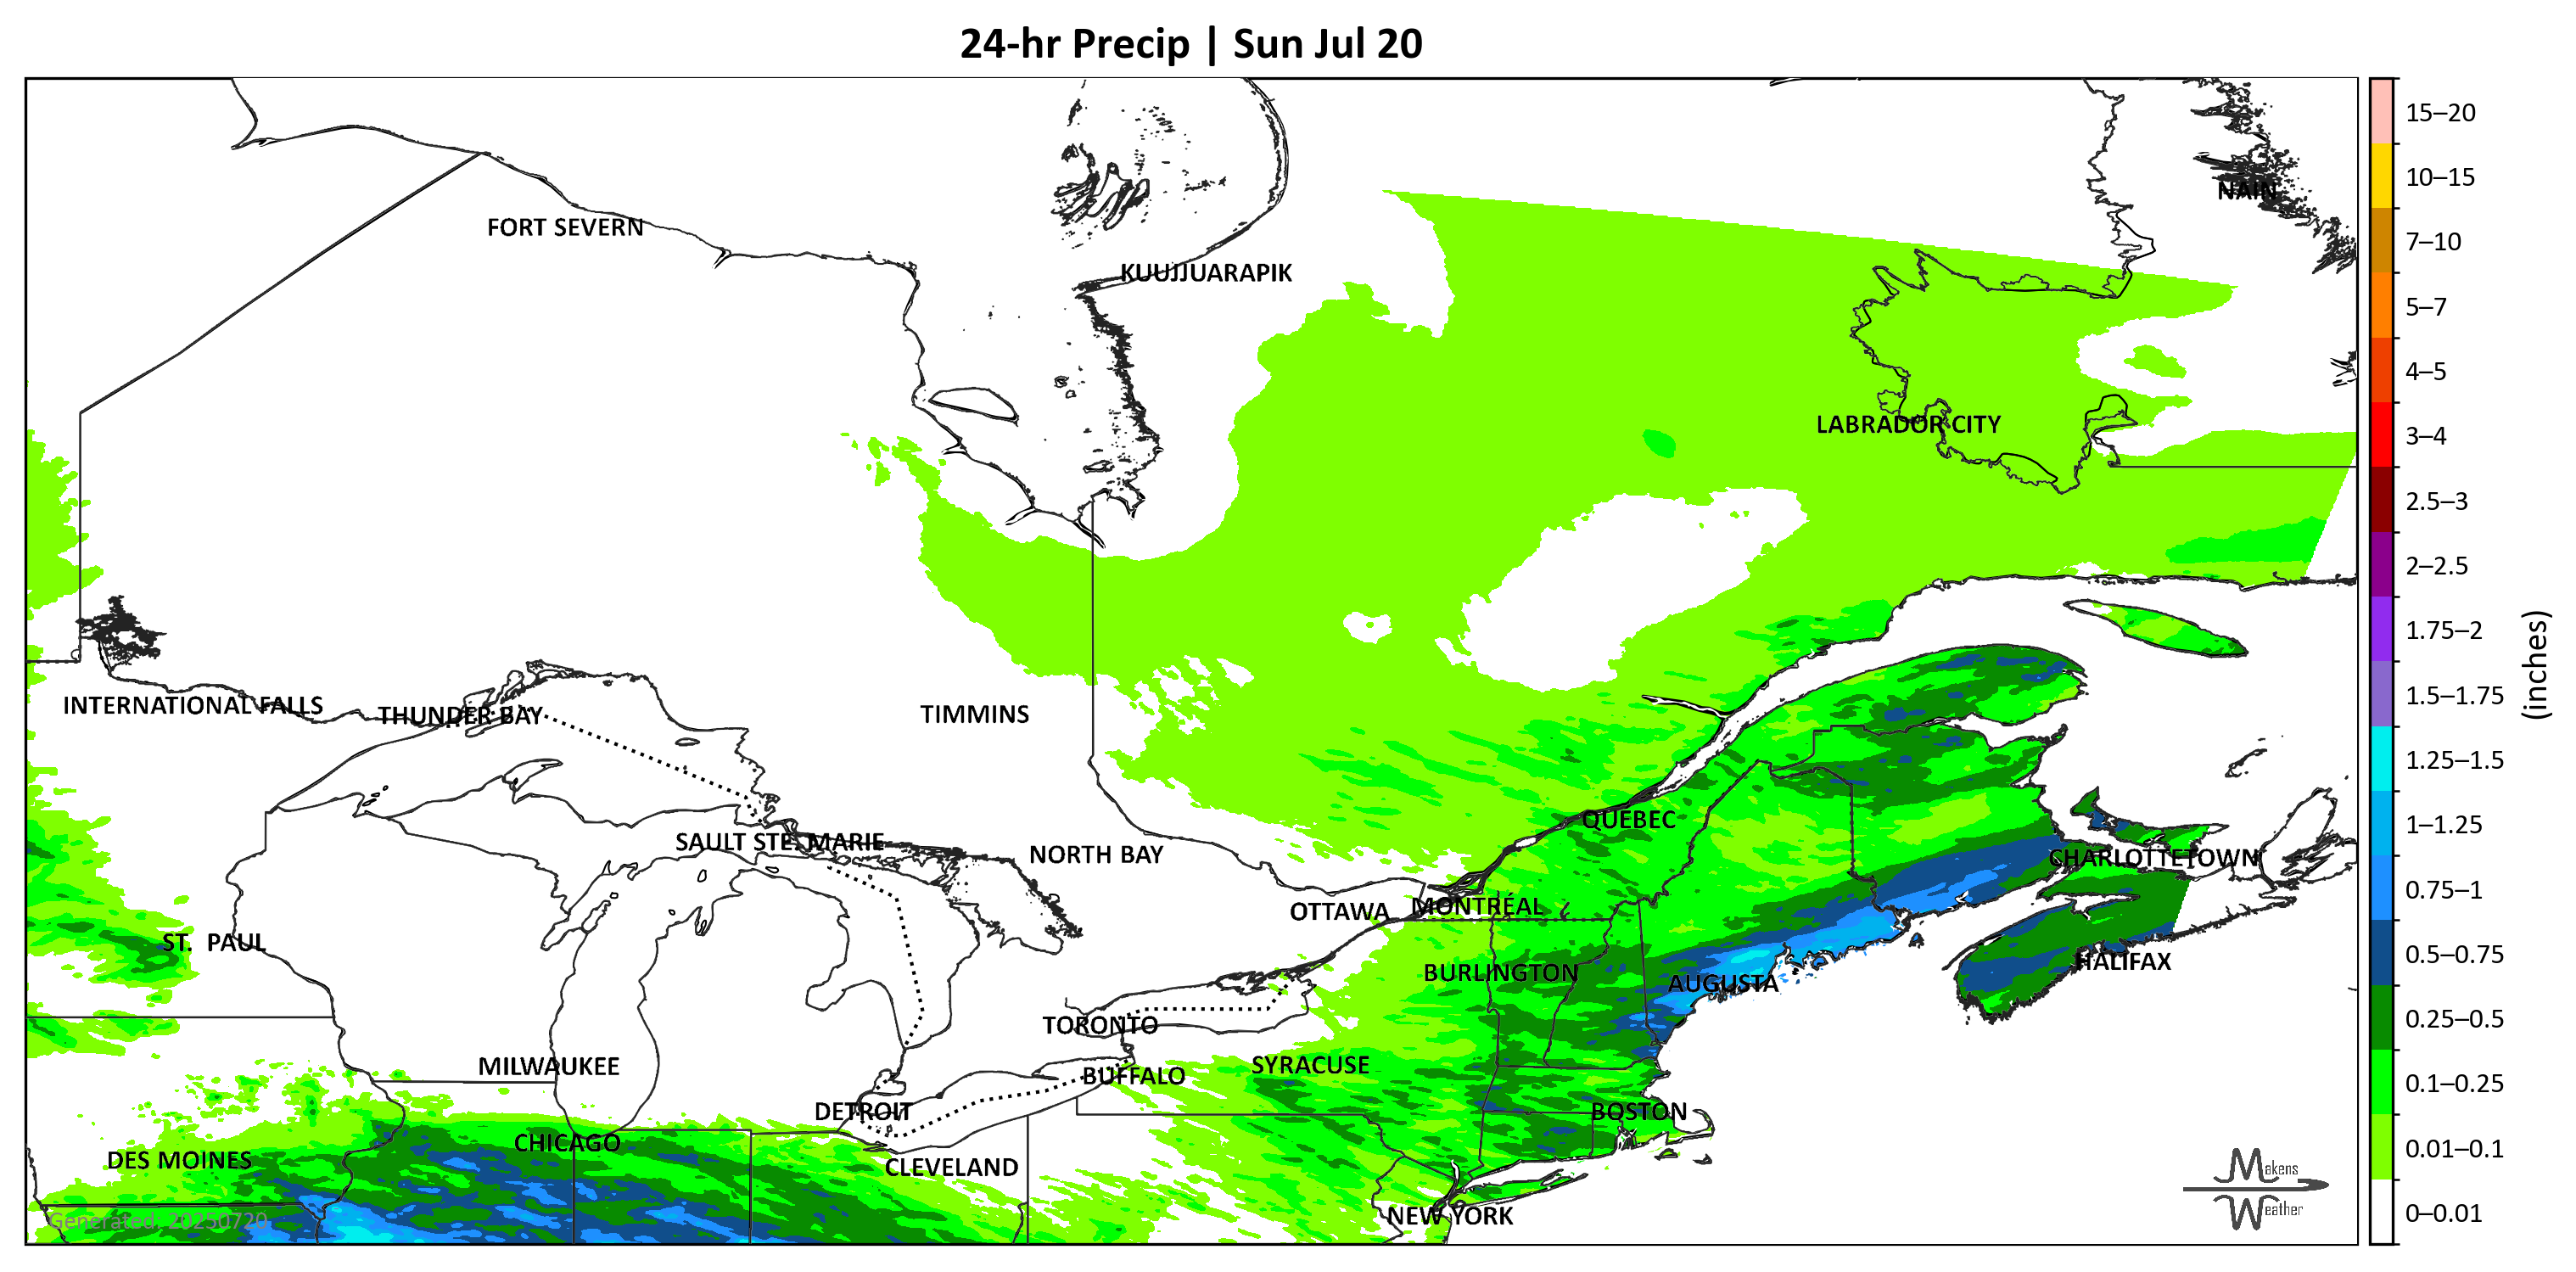 24-hr Precip | Sun Jul 20
15–20
10–15
NAIN
FORT SEVERN
7–10
KUUJJUARAPIK
5–7
4–5
LABRADOR CITY
3–4
2.5–3
2–2.5
1.75–2
(inches)
INTERNATIONAL FALLS
THUNDER BAY
TIMMINS
1.5–1.75
1.25–1.5
QUEBEC
1–1.25
SAULT STE. MARIE
NORTH BAY
CHARLOTTETOWN
0.75–1
OTTAWA
MONTRÉAL
ST. PAUL
0.5–0.75
HALIFAX
BURLINGTON
AUGUSTA
TORONTO
0.25–0.5
MILWAUKEE
SYRACUSE
BUFFALO
0.1–0.25
DETROIT
BOSTON
CHICAGO
0.01–0.1
DES MOINES
CLEVELAND
Makens
Weather
Generated: 20250720
NEW YORK
0–0.01